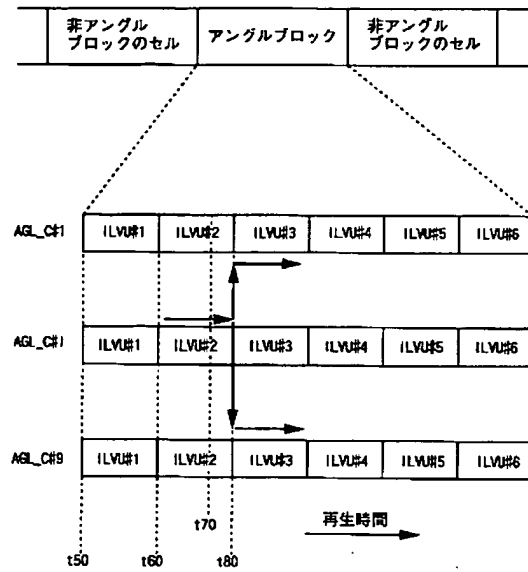 非アングル
ブロックのセル
アングルブロック
非アングル
ブロックのセル
AGL_C#1
ILVU#1
ILVU#2
ILVU#3
ILVU#4
ILVU#5
ILVU#6
AGL_C#i
ILVU#1
ILVU#2
ILVU#3
ILVU#4
ILVU#5
ILVU#6
AGL_C#9
ILVU#1
ILVU#2
ILVU#3
ILVU#4
ILVU#5
ILVU#6
t50
t60
t70
t80
再生時間